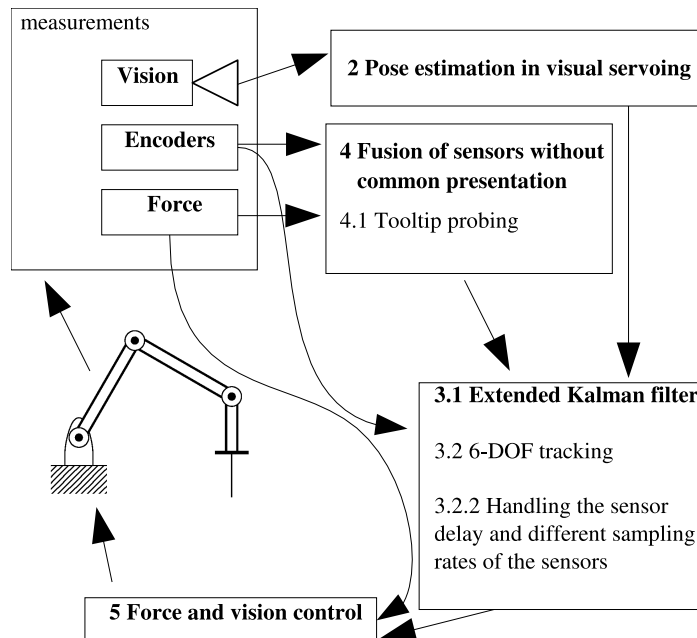 measurements
Vision
2 Pose estimation in visual servoing
Encoders
4 Fusion of sensors without
common presentation
Force
4.1 Tooltip probing
3.1 Extended Kalman filter
3.2 6-DOF tracking
3.2.2 Handling the sensor
delay and different sampling
rates of the sensors
5 Force and vision control